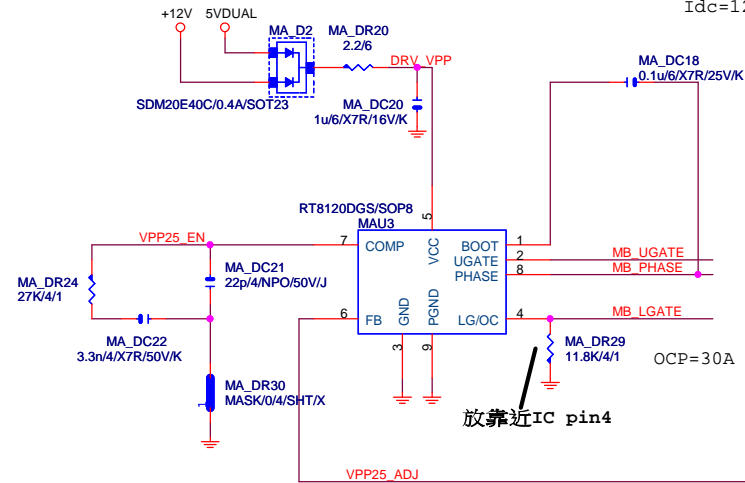 Idc=12
+12V
5VDUAL
MA_D2
MA_DR20
2.2/6
DRV_VPP
SDM20E40C/0.4A/SOT23
MA_DC20
1u/6/X7R/16V/K
MA_DC18
0.1u/6/X7R/25V/K
RT8120DGS/SOP8
MAU3
5
VPP25_EN
7
COMP
VCC
BOOT
1
UGATE
2
MB_UGATE
PHASE
8
MB_PHASE
MA_DR24
27K/4/1
MA_DC21
22p/4/NPO/50V/J
MA_DC22
3.3n/4/X7R/50V/K
6
FB
GND
PGND
LG/OC
4
MB_LGATE
3
9
MA_DR29
11.8K/4/1
OCP=30A
MA_DR30
MASK/0/4/SHT/X
1
放靠近IC pin4
VPP25_ADJ